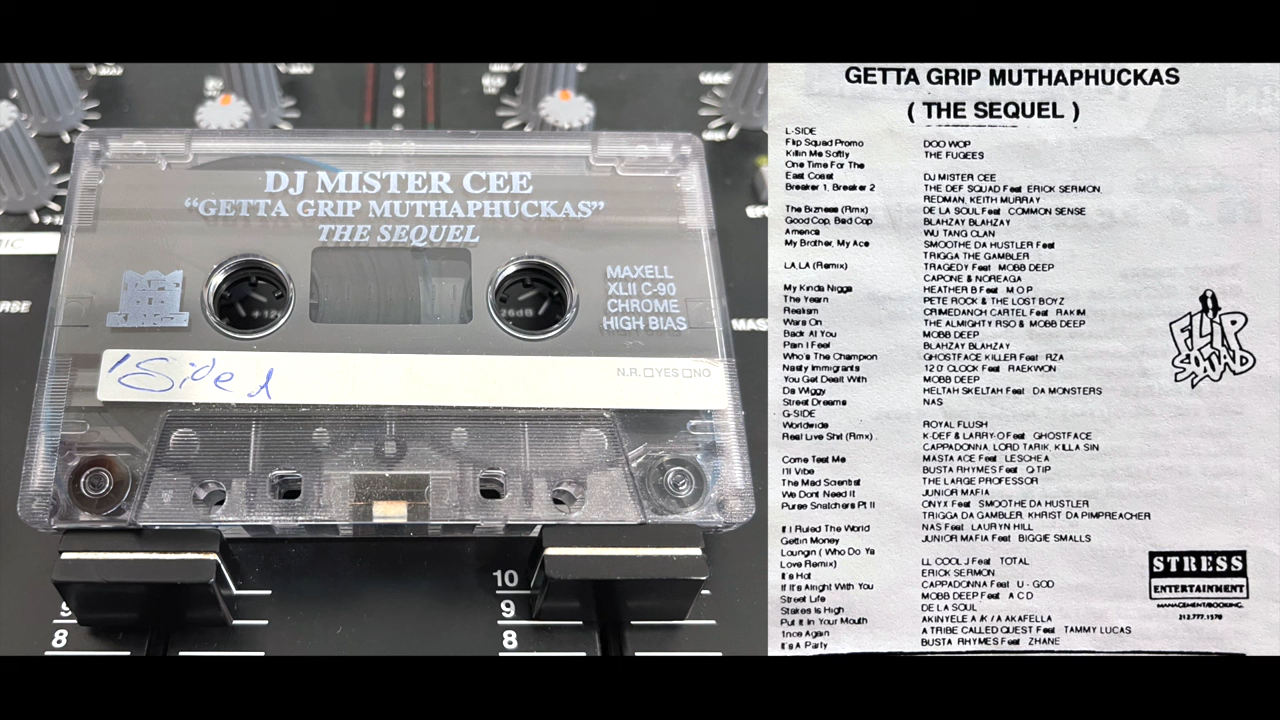 DJ MISTER CEE
“GETTA GRIP MUTHAPHUCKAS”
THE SEQUEL
TAPE
KINGZ
MAXELL
XLII C-90
CHROME
HIGH BIAS
Side 1
N.R. YES NO
+12
26dB
MIC
9
8
10
9
8
GETTA GRIP MUTHAPHUCKAS
( THE SEQUEL )
L-SIDE
Flip Squad Promo DOO WOP
Killin Me Softly THE FUGEES
One Time For The
East Coast DJ MISTER CEE
Breaker 1, Breaker 2 THE DEF SQUAD Feat ERICK SERMON,
REDMAN, KEITH MURRAY
The Bizness (Rmx) DE LA SOUL Feat COMMON SENSE
Good Cop, Bad Cop BLAHZAY BLAHZAY
America WU TANG CLAN
My Brother, My Ace SMOOTHE DA HUSTLER Feat
TRIGGA THE GAMBLER
LA,LA (Remix) TRAGEDY Feat MOBB DEEP
CAPONE & NOREAGA
My Kinda Nigga HEATHER B Feat M O P
The Yearn PETE ROCK & THE LOST BOYZ
Realism CRIMEDANCH CARTEL Feat RAKIM
Wars On THE ALMIGHTY RSO & MOBB DEEP
Back At You MOBB DEEP
Pain I Feel BLAHZAY BLAHZAY
Who's The Champion GHOSTFACE KILLER Feat RZA
Nasty Immigrants 12 O' CLOCK Feat RAEKWON
You Get Dealt With MOBB DEEP
Da Wiggy HELTAH SKELTAH Feat DA MONSTERS
Street Dreams NAS
G-SIDE
Worldwide ROYAL FLUSH
Real Live Shit (Rmx) K-DEF & LARRY-O Feat GHOSTFACE
CAPPADONNA, LORD TARIK, KILLA SIN
Come Test Me MASTA ACE Feat LESCHEA
I'll Vibe BUSTA RHYMES Feat Q TIP
The Mad Scientist THE LARGE PROFESSOR
We Dont Need It JUNIOR MAFIA
Purse Snatchers Pt II ONYX Feat SMOOTHE DA HUSTLER
TRIGGA DA GAMBLER, KHRIST DA PIMPREACHER
If I Ruled The World NAS Feat LAURYN HILL
Gettin Money JUNIOR MAFIA Feat BIGGIE SMALLS
Loungin ( Who Do Ya
Love Remix) LL COOL J Feat TOTAL
It's Hot ERICK SERMON
If It's Alright With You CAPPADONNA Feat U - GOD
Street Life MOBB DEEP Feat A C D
Stakes Is High DE LA SOUL
Put It In Your Mouth AKINYELE A /K / A AKAFELLA
1nce Again A TRIBE CALLED QUEST Feat TAMMY LUCAS
It's A Party BUSTA RHYMES Feat ZHANE
FLIP
SQUAD
STRESS
ENTERTAINMENT
MANAGEMENT/BOOKING.
212.777.1570